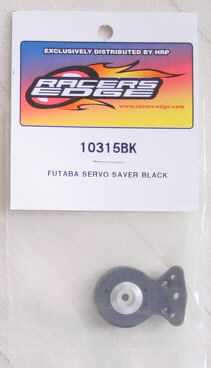 EXCLUSIVELY DISTRIBUTED BY HRP
RACERS
EDGE
www.racers-edge.com
10315BK
FUTABA SERVO SAVER BLACK